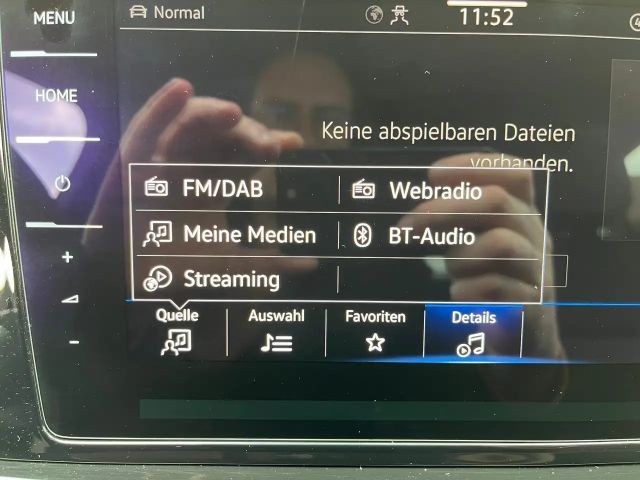 MENU
Normal
11:52
HOME
Keine abspielbaren Dateien
vorhanden.
FM/DAB
Webradio
Meine Medien
BT-Audio
Streaming
Quelle
Auswahl
Favoriten
Details
+
-